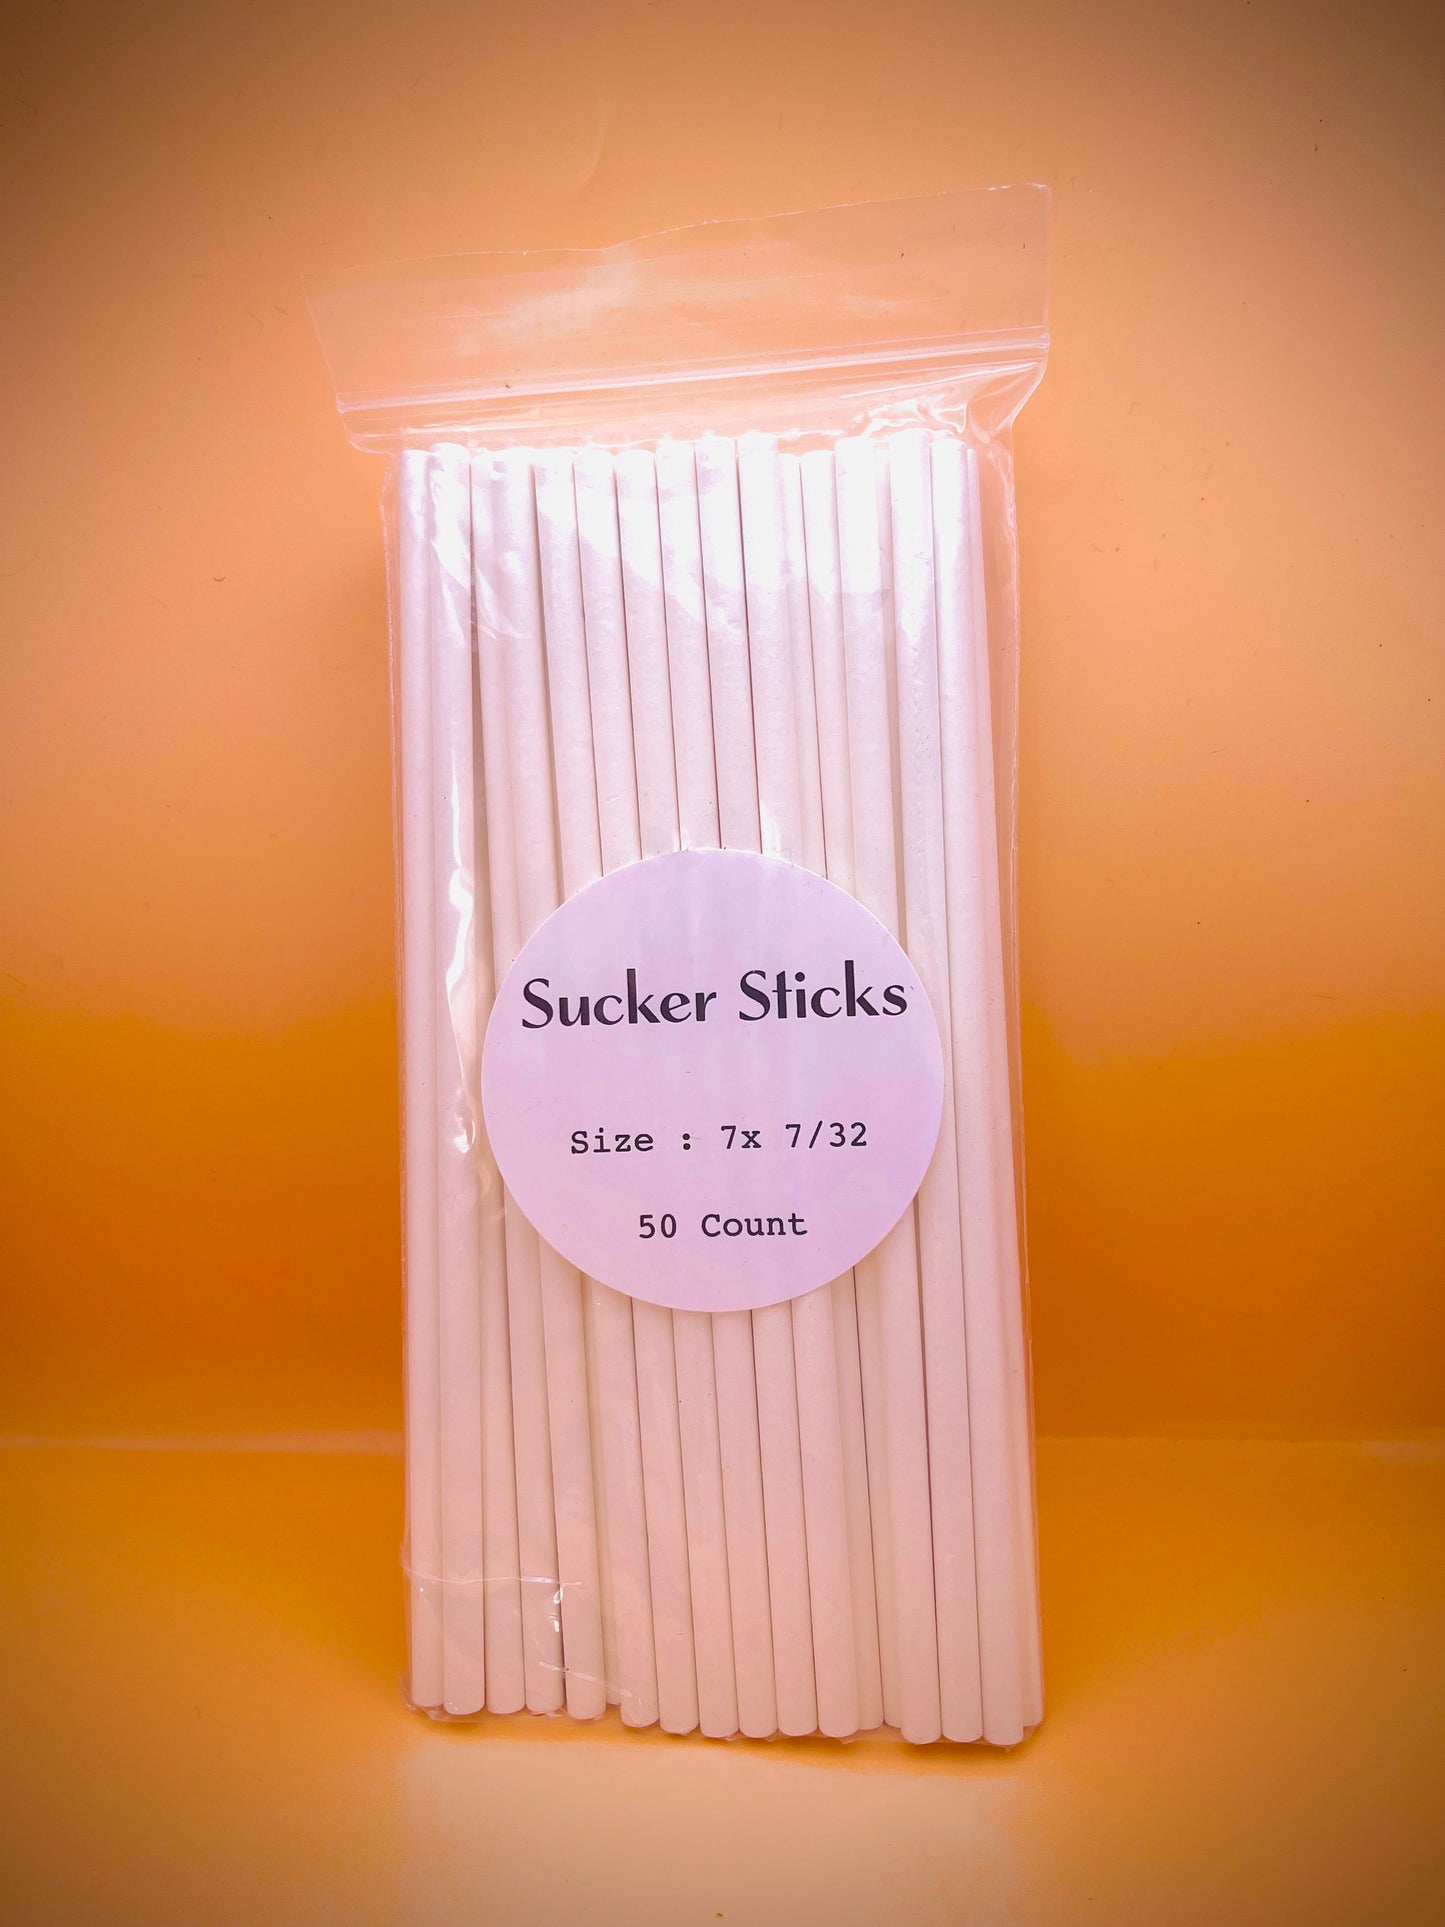 Sucker Sticks
Size : 7x 7/32
50 Count